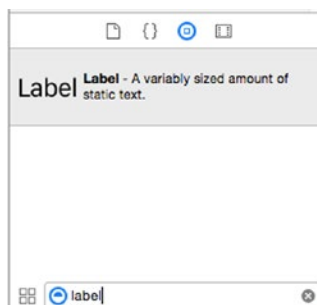 {}
Label
Label - A variably sized amount of
static text.
label